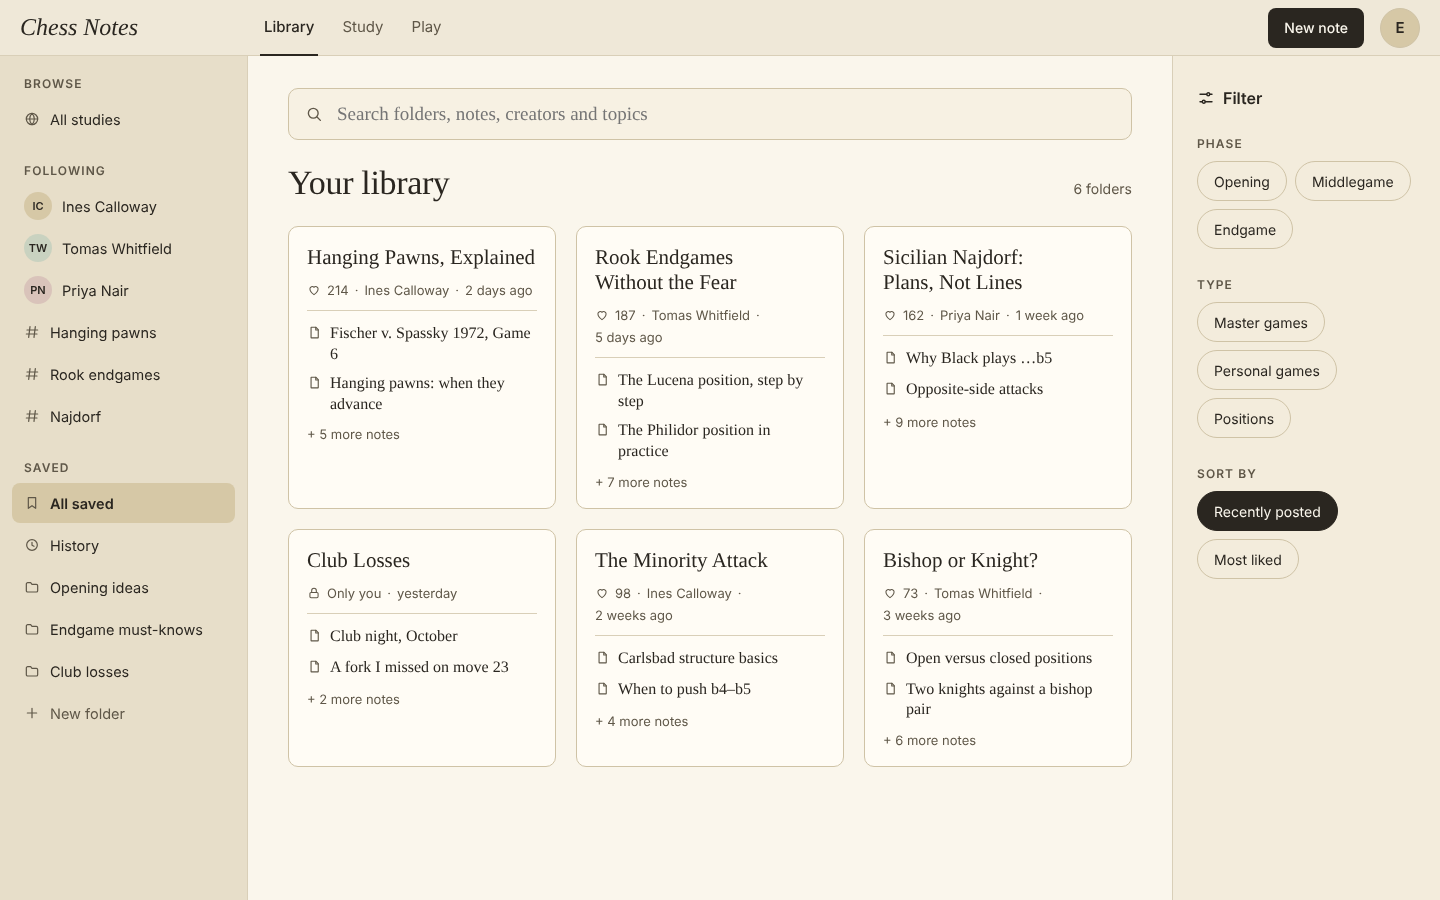 Chess Notes
Library
Study
Play
New note
E
BROWSE
All studies
FOLLOWING
IC Ines Calloway
TW Tomas Whitfield
PN Priya Nair
Hanging pawns
Rook endgames
Najdorf
SAVED
All saved
History
Opening ideas
Endgame must-knows
Club losses
New folder
Search folders, notes, creators and topics
Your library
6 folders
Hanging Pawns, Explained
214 · Ines Calloway · 2 days ago
Fischer v. Spassky 1972, Game
6
Hanging pawns: when they
advance
+ 5 more notes
Rook Endgames
Without the Fear
187 · Tomas Whitfield ·
5 days ago
The Lucena position, step by
step
The Philidor position in
practice
+ 7 more notes
Sicilian Najdorf:
Plans, Not Lines
162 · Priya Nair · 1 week ago
Why Black plays …b5
Opposite-side attacks
+ 9 more notes
Club Losses
Only you · yesterday
Club night, October
A fork I missed on move 23
+ 2 more notes
The Minority Attack
98 · Ines Calloway ·
2 weeks ago
Carlsbad structure basics
When to push b4–b5
+ 4 more notes
Bishop or Knight?
73 · Tomas Whitfield ·
3 weeks ago
Open versus closed positions
Two knights against a bishop
pair
+ 6 more notes
Filter
PHASE
Opening
Middlegame
Endgame
TYPE
Master games
Personal games
Positions
SORT BY
Recently posted
Most liked